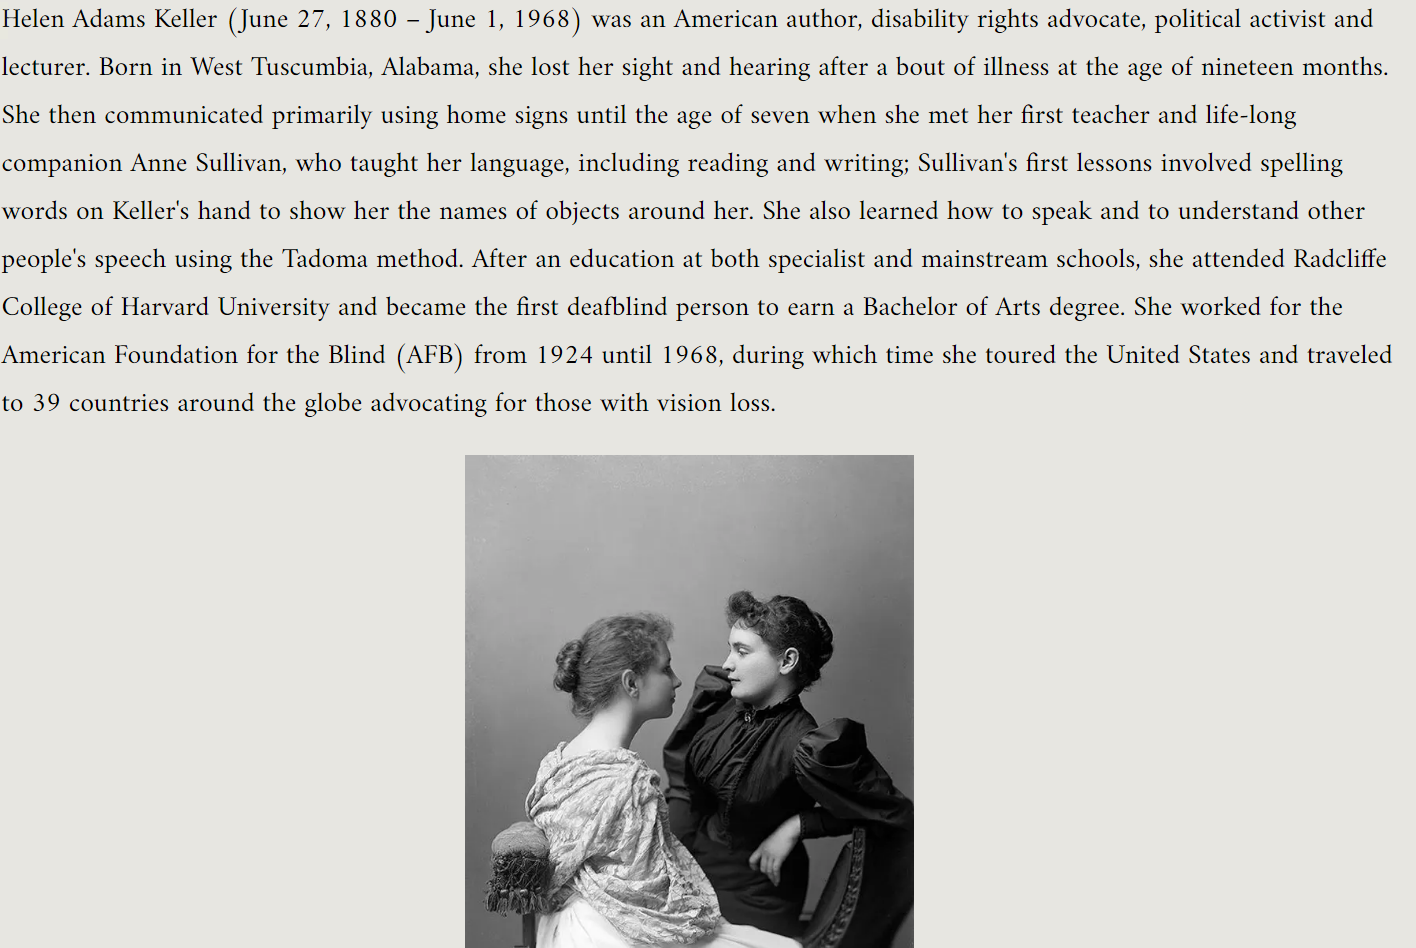 Helen Adams Keller (June 27, 1880 – June 1, 1968) was an American author, disability rights advocate, political activist and
lecturer. Born in West Tuscumbia, Alabama, she lost her sight and hearing after a bout of illness at the age of nineteen months.
She then communicated primarily using home signs until the age of seven when she met her first teacher and life-long
companion Anne Sullivan, who taught her language, including reading and writing; Sullivan's first lessons involved spelling
words on Keller's hand to show her the names of objects around her. She also learned how to speak and to understand other
people's speech using the Tadoma method. After an education at both specialist and mainstream schools, she attended Radcliffe
College of Harvard University and became the first deafblind person to earn a Bachelor of Arts degree. She worked for the
American Foundation for the Blind (AFB) from 1924 until 1968, during which time she toured the United States and traveled
to 39 countries around the globe advocating for those with vision loss.